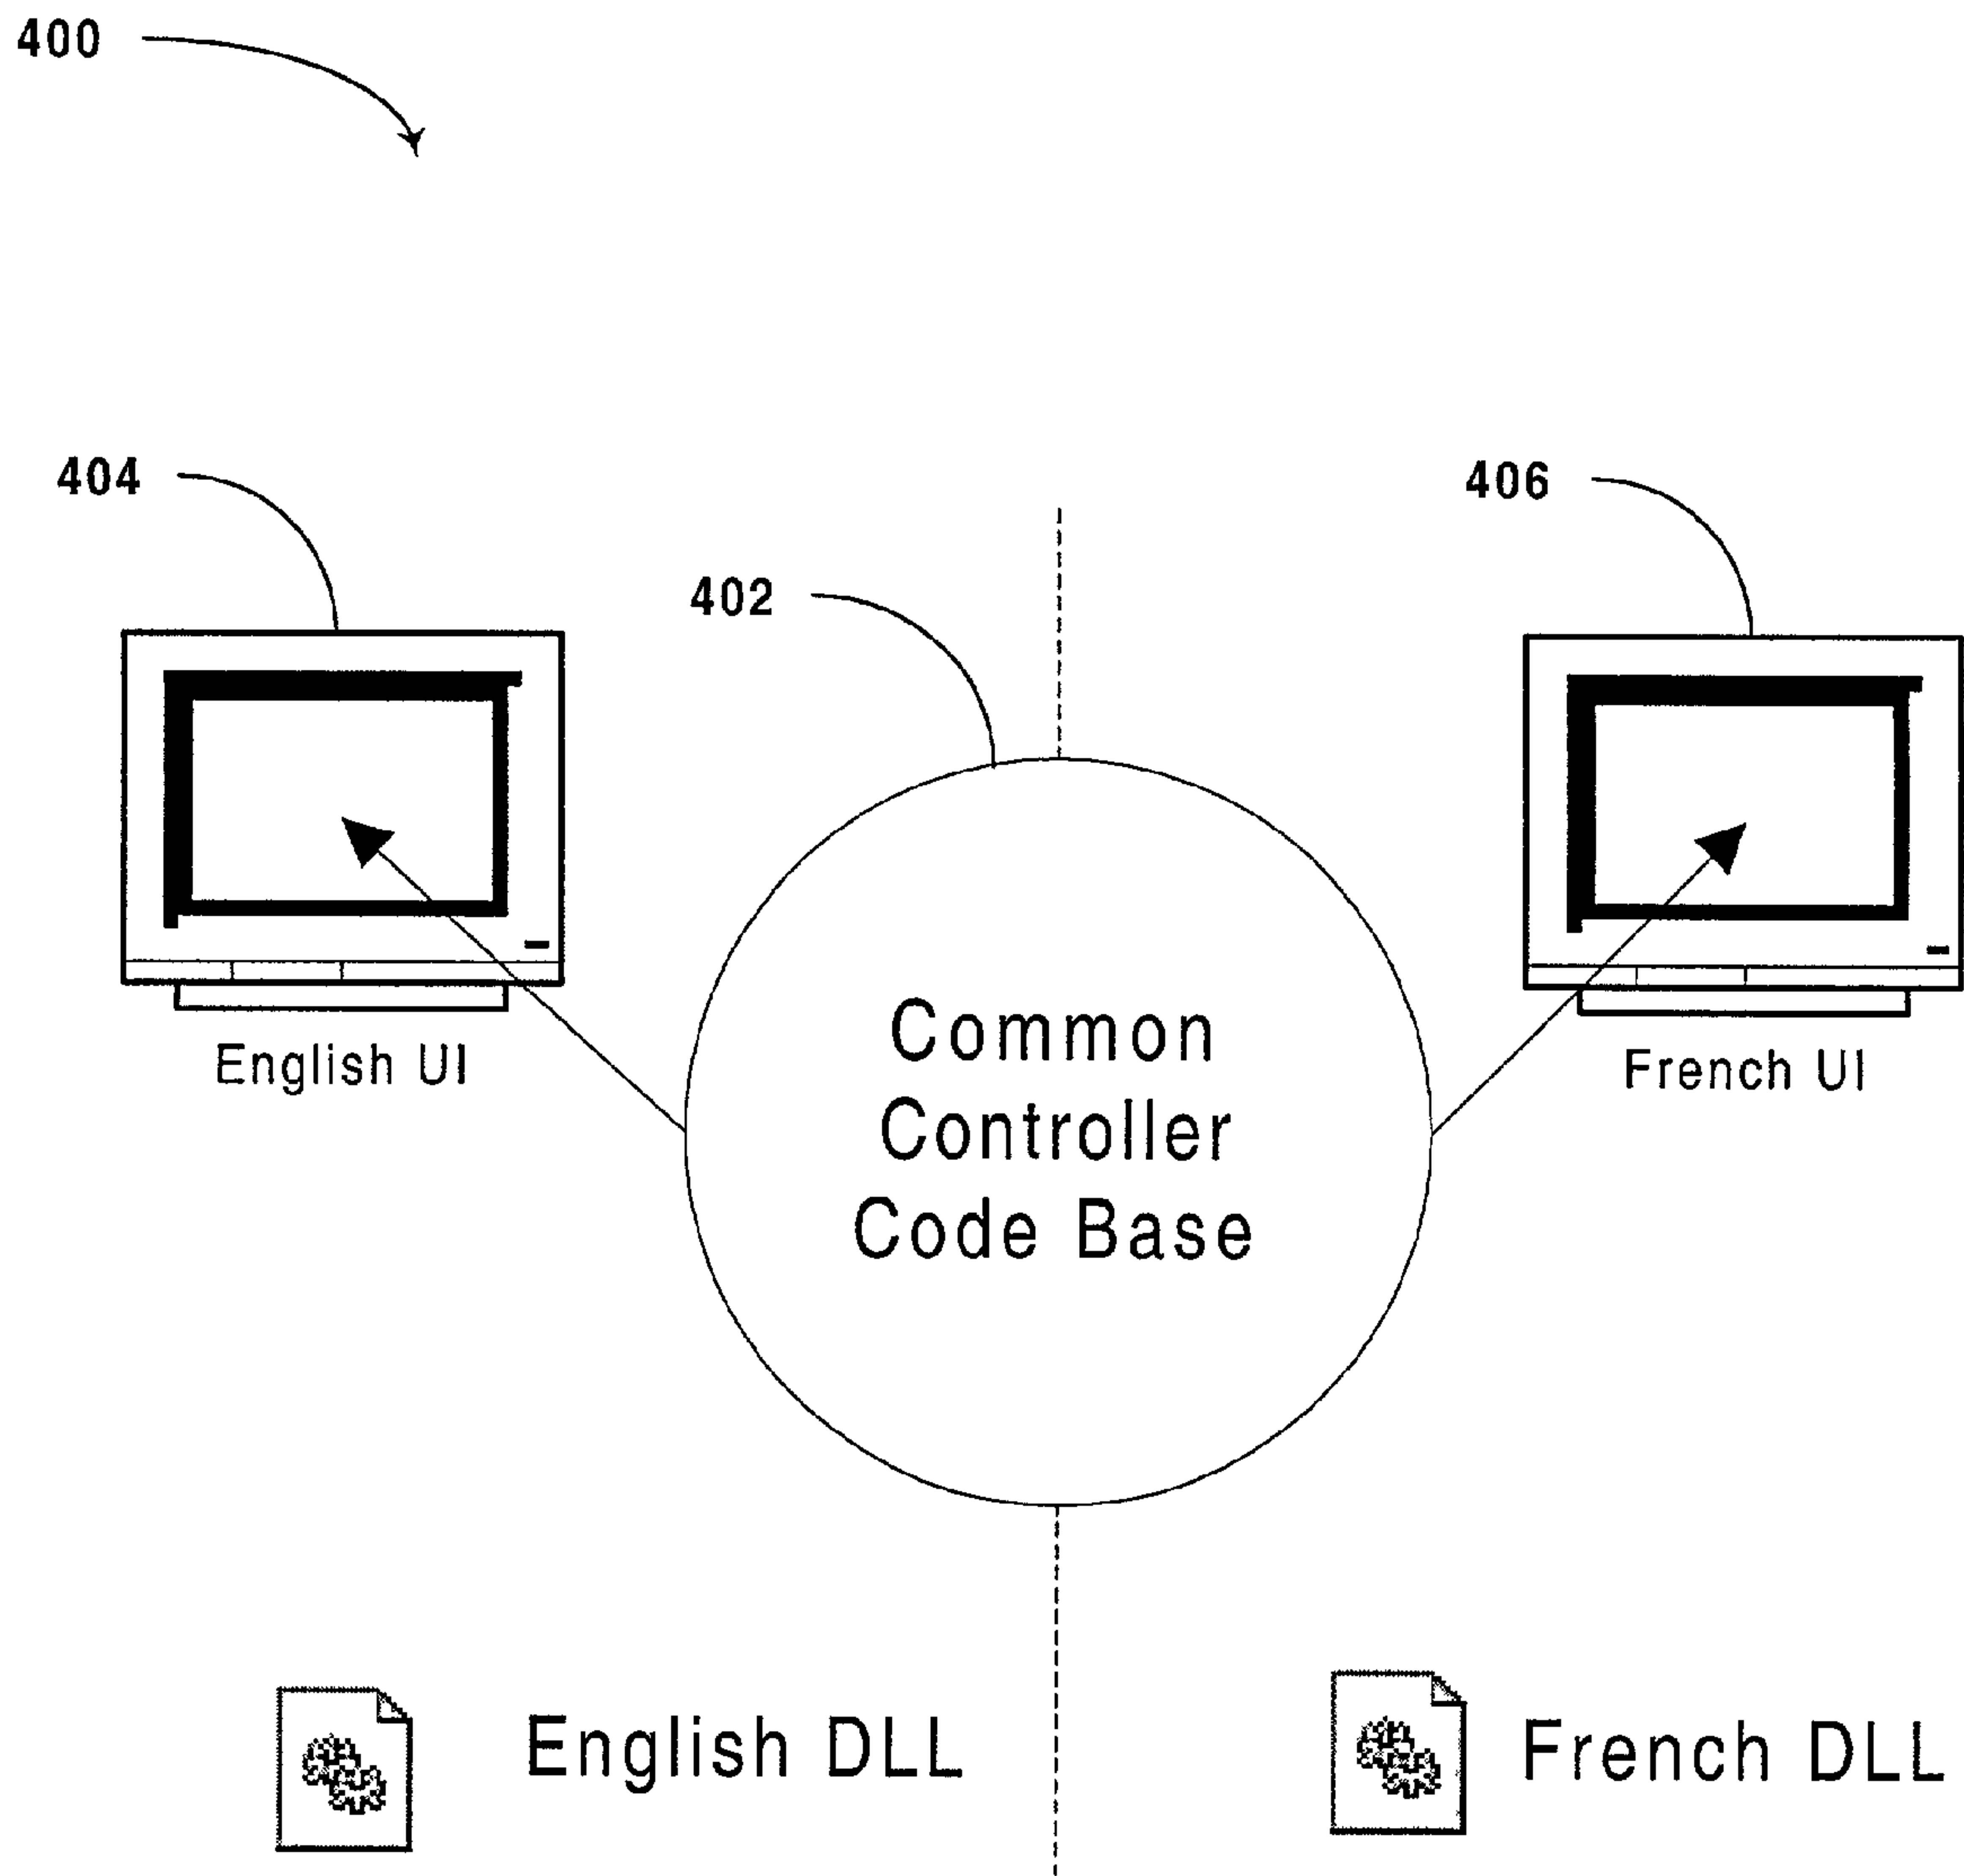 400
404
406
402
English UI
French UI
Common
Controller
Code Base
English DLL
French DLL